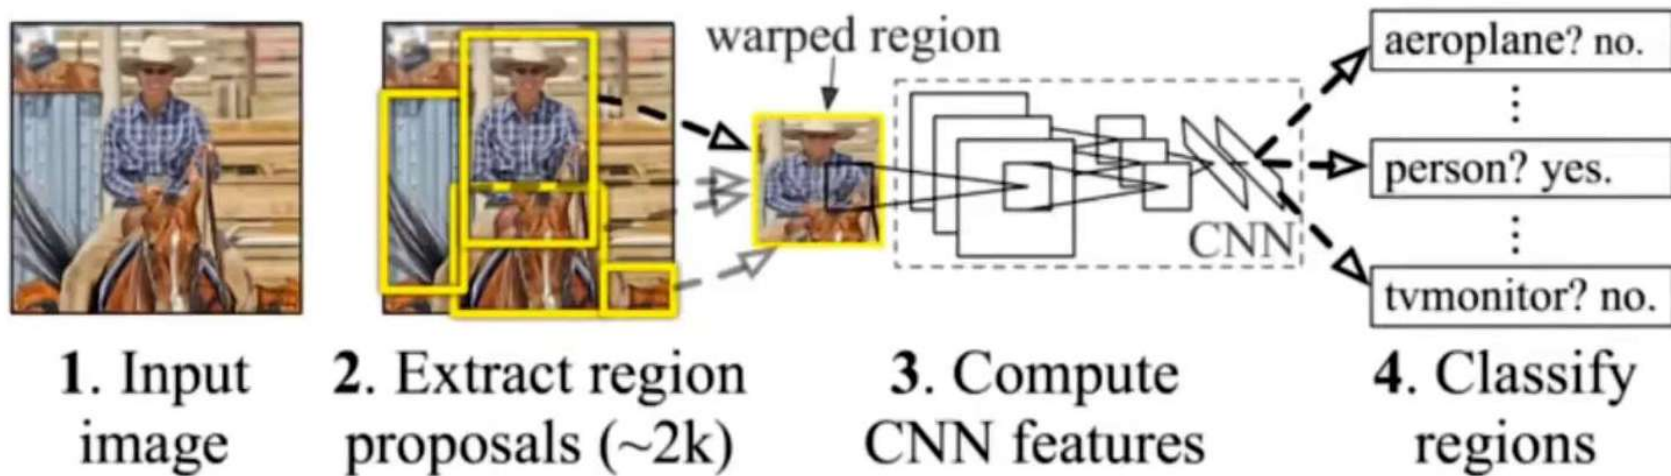 warped region
aeroplane? no.
person? yes.
CNN
tvmonitor? no.
1. Input
image
2. Extract region
proposals (~2k)
3. Compute
CNN features
4. Classify
regions